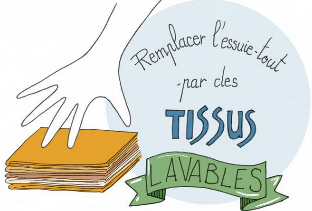 Remplacer l'essuie-tout
-par des
TISSUS
LAVABLES